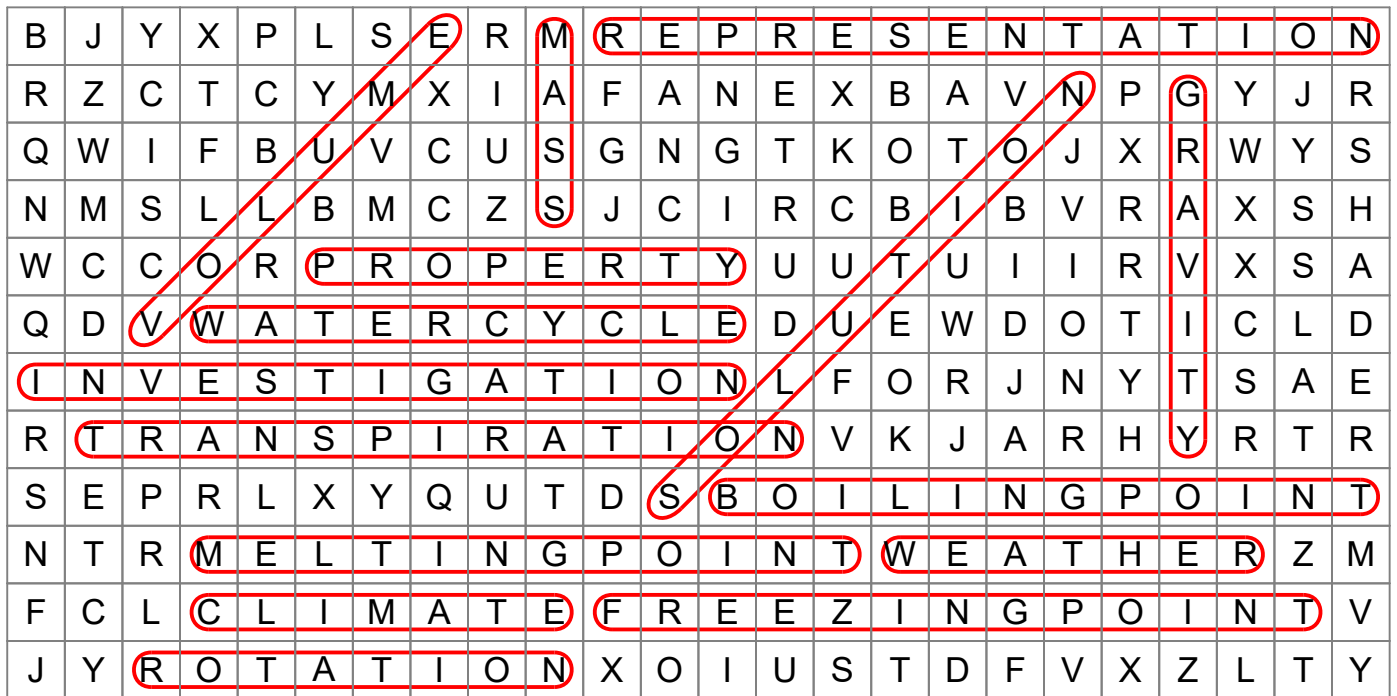 B J Y X P L S E R M R E P R E S E N T A T I O N
R Z C T C Y M X I A F A N E X B A V N P G Y J R
Q W I F B U V C U S G N G T K O T O J X R W Y S
N M S L L B M C Z S J C I R C B I B V R A X S H
W C C O R P R O P E R T Y U U T U I I R V X S A
Q D V W A T E R C Y C L E D U E W D O T I C L D
I N V E S T I G A T I O N L F O R J N Y T S A E
R T R A N S P I R A T I O N V K J A R H Y R T R
S E P R L X Y Q U T D S B O I L I N G P O I N T
N T R M E L T I N G P O I N T W E A T H E R Z M
F C L C L I M A T E F R E E Z I N G P O I N T V
J Y R O T A T I O N X O I U S T D F V X Z L T Y